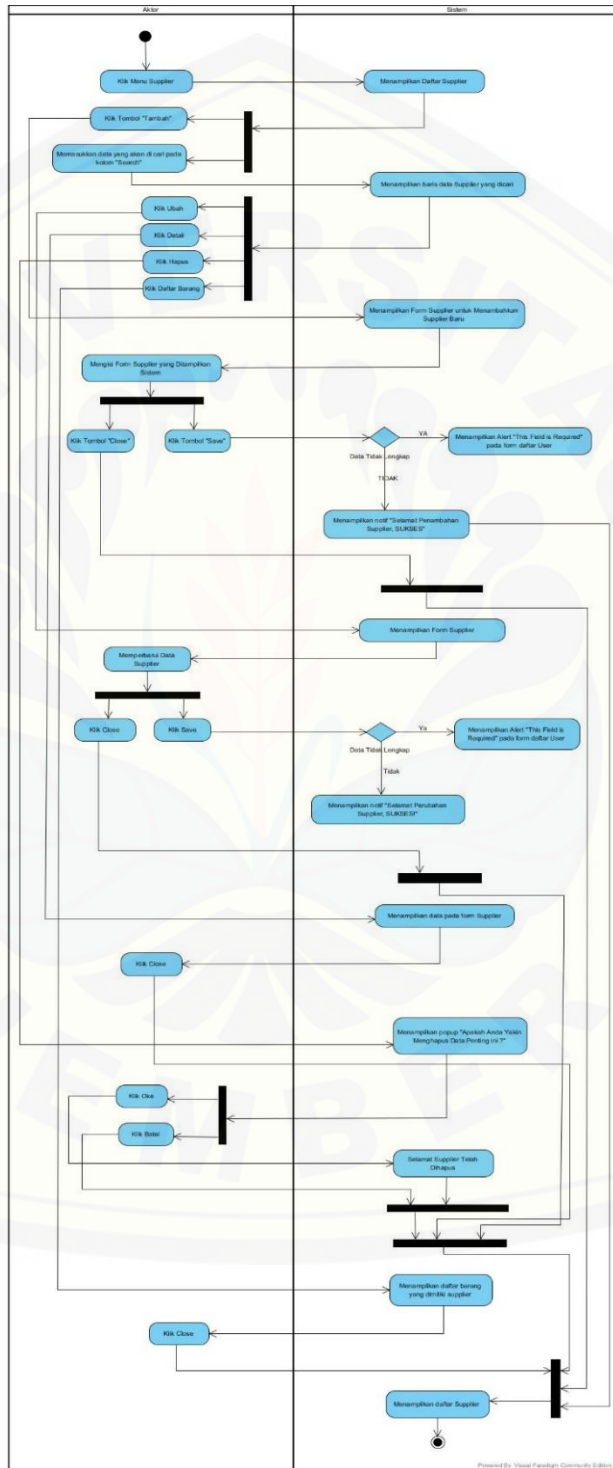 Aktor
Sistem
Klik Menu Supplier
Menampilkan Daftar Supplier
Klik Tombol "Tambah"
Memasukkan data yang akan di cari pada
kolom "Search"
Menampilkan baris data Supplier yang dicari
Klik Ubah
Klik Detail
Klik Hapus
Klik Daftar Barang
Menampilkan Form Supplier untuk Menambahkan
Supplier Baru
Mengisi Form Supplier yang Ditampilkan
Sistem
Klik Tombol "Close"
Klik Tombol "Save"
YA
Menampilkan Alert "This Field is Required"
pada form daftar User
Data Tidak Lengkap
TIDAK
Menampilkan notif "Selamat Penambahan
Supplier, SUKSES"
Menampilkan Form Supplier
Memperbarui Data
Supplier
Klik Close
Klik Save
Ya
Menampilkan Alert "This Field is
Required" pada form daftar User
Data Tidak Lengkap
Tidak
Menampilkan notif "Selamat Perubahan
Supplier, SUKSES!"
Menampilkan data pada form Supplier
Klik Close
Menampilkan popup "Apakah Anda Yakin
Menghapus Data Penting ini ?"
Klik Oke
Klik Batal
Selamat Supplier Telah
Dihapus
Menampilkan daftar barang
yang dimiliki supplier
Klik Close
Menampilkan daftar Supplier
Powered By Visual Paradigm Community Edition
UNIVERSITAS
JEMBER